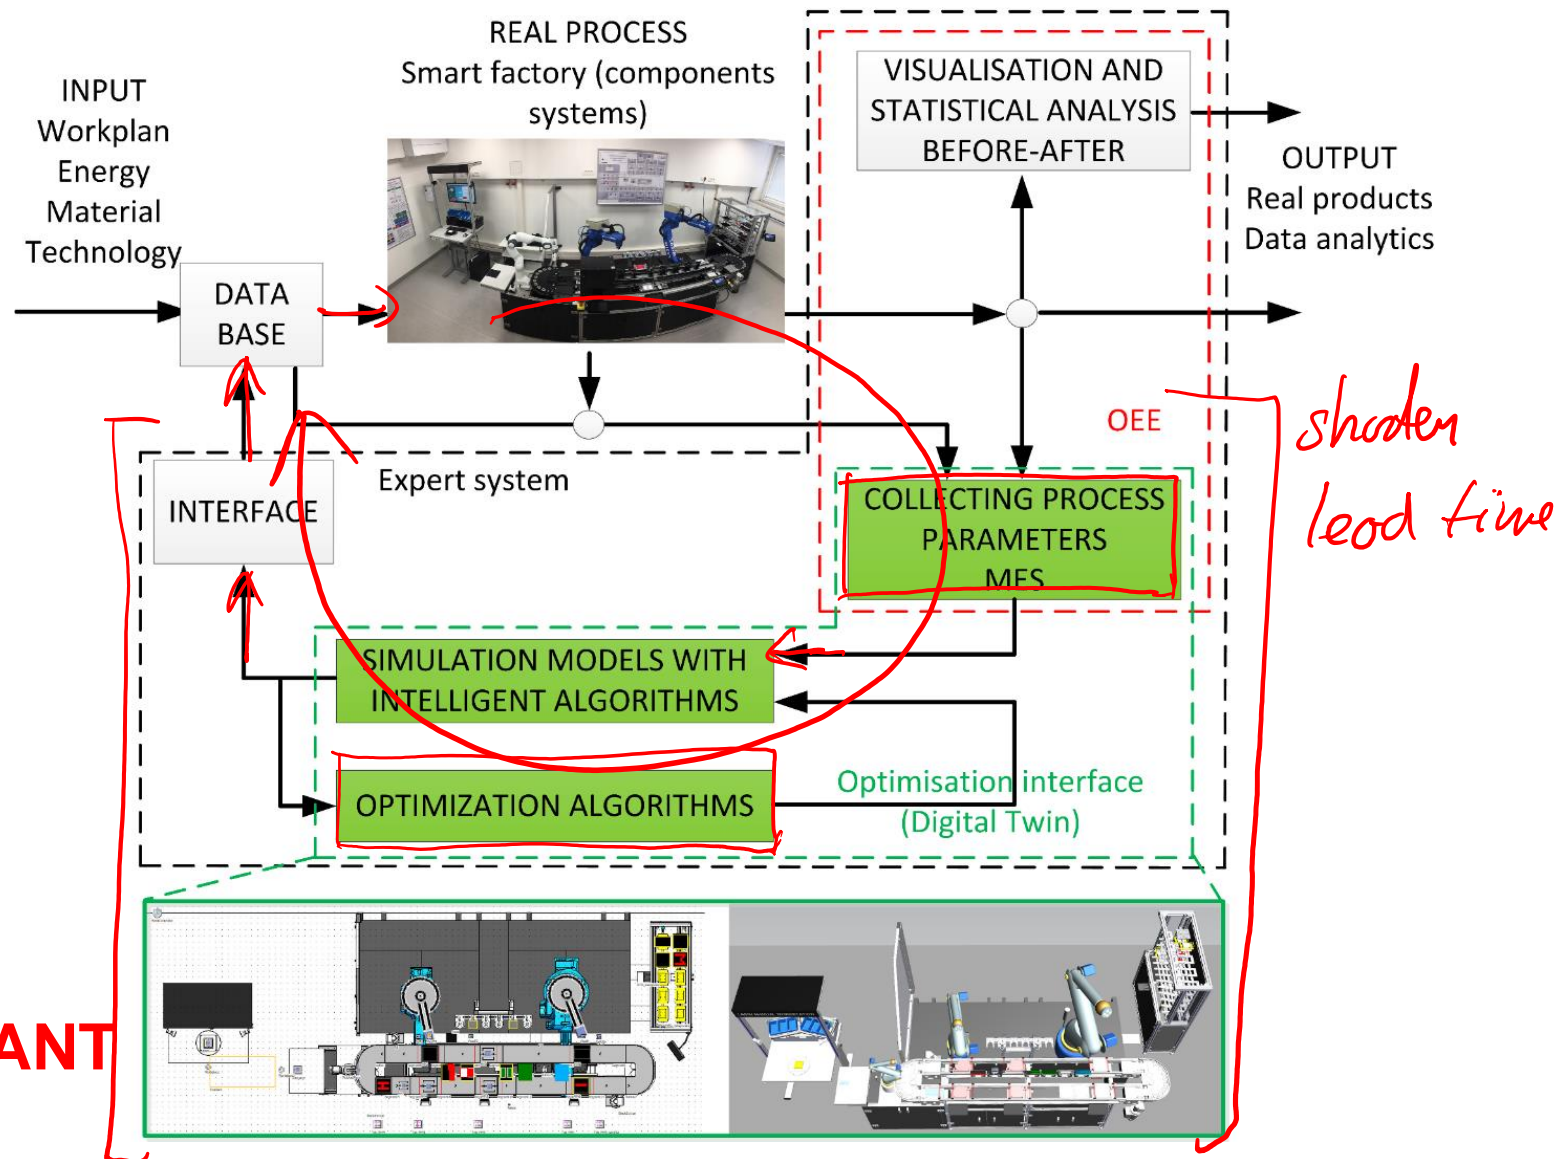 REAL PROCESS
Smart factory (components
systems)
INPUT
Workplan
Energy
Material
Technology
VISUALISATION AND
STATISTICAL ANALYSIS
BEFORE-AFTER
OUTPUT
Real products
Data analytics
DATA
BASE
OEE
Expert system
INTERFACE
COLLECTING PROCESS
PARAMETERS
MES
lead time
SIMULATION MODELS WITH
INTELLIGENT ALGORITHMS
OPTIMIZATION ALGORITHMS
Optimisation interface
(Digital Twin)
ANT